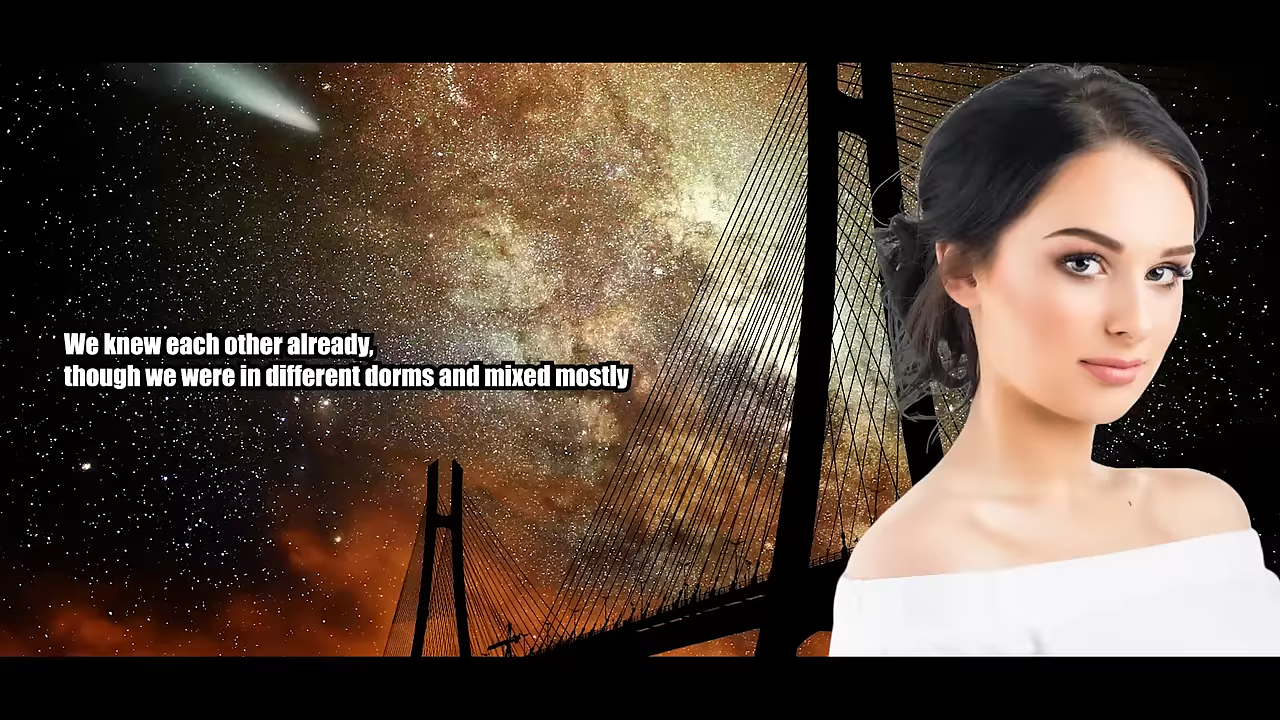 We knew each other already,
though we were in different dorms and mixed mostly